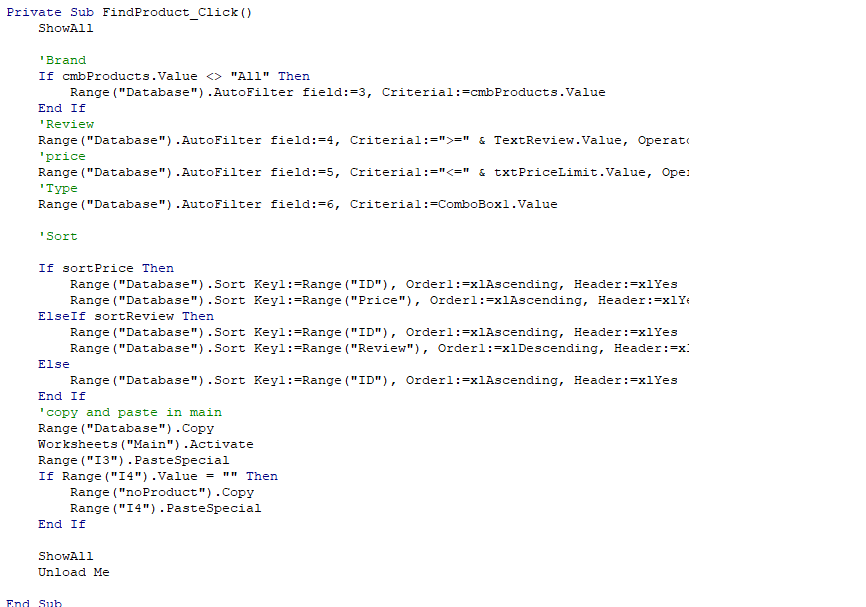 Private Sub FindProduct_Click()
    ShowAll

    'Brand
    If cmbProducts.Value <> "All" Then
        Range("Database").AutoFilter field:=3, Criteria1:=cmbProducts.Value
    End If
    'Review
    Range("Database").AutoFilter field:=4, Criteria1:=">=" & TextReview.Value, Operato
    'price
    Range("Database").AutoFilter field:=5, Criteria1:="<=" & txtPriceLimit.Value, Oper
    'Type
    Range("Database").AutoFilter field:=6, Criteria1:=ComboBox1.Value

    'Sort

    If sortPrice Then
        Range("Database").Sort Key1:=Range("ID"), Order1:=xlAscending, Header:=xlYes
        Range("Database").Sort Key1:=Range("Price"), Order1:=xlAscending, Header:=xlYe
    ElseIf sortReview Then
        Range("Database").Sort Key1:=Range("ID"), Order1:=xlAscending, Header:=xlYes
        Range("Database").Sort Key1:=Range("Review"), Order1:=xlDescending, Header:=xl
    Else
        Range("Database").Sort Key1:=Range("ID"), Order1:=xlAscending, Header:=xlYes
    End If
    'copy and paste in main
    Range("Database").Copy
    Worksheets("Main").Activate
    Range("I3").PasteSpecial
    If Range("I4").Value = "" Then
        Range("noProduct").Copy
        Range("I4").PasteSpecial
    End If

    ShowAll
    Unload Me

End Sub